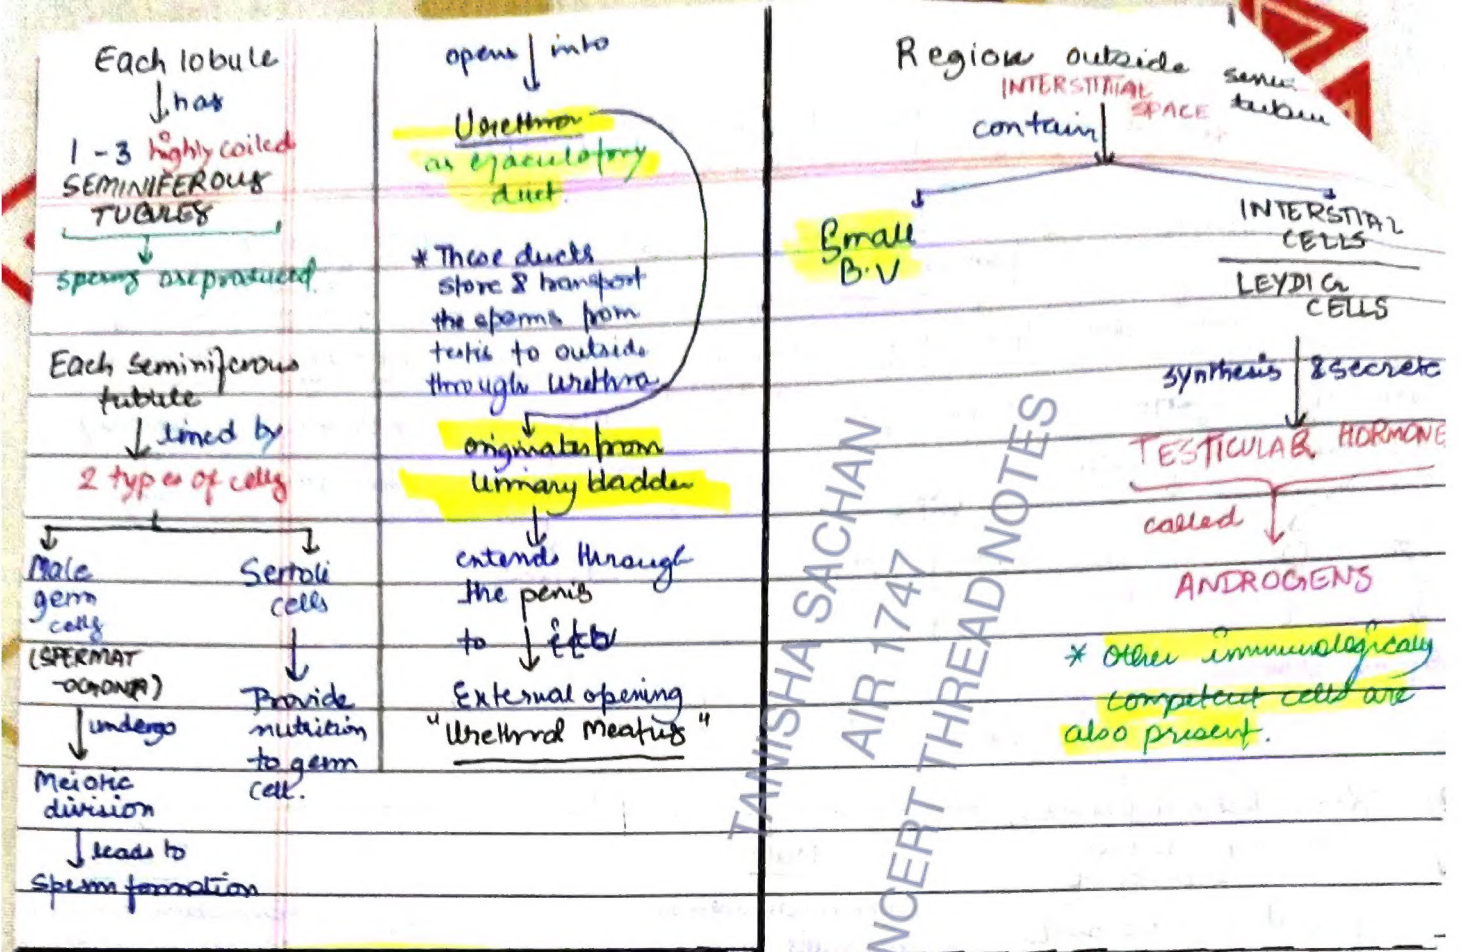 Each lobule
has
1 - 3 highly coiled
SEMINIFEROUS
TUBULES
sperms are produced.
Each seminiferous
tubule
lined by
2 types of cells
Male
germ
cells
(SPERMAT
-OGONIA)
undergo
Meiotic
division
leads to
sperm formation
Sertoli
cells
Provide
nutrition
to germ
cell.
opens into
Urethra
as ejaculatory
duct.
* These ducts
store & transport
the sperms from
testis to outside
through urethra
originates from
urinary bladder
extends through
the penis
to its
External opening
"Urethral Meatus"
Region outside
INTERSTITIAL
SPACE
contain
Small
B.V
INTERSTIAL
CELLS
LEYDIG
CELLS
synthesis & secrete
TESTICULAR HORMONE
called
ANDROGENS
* Other immunologically
competent cells are
also present.
TANISHA SACHAN
AIR 1747
NCERT THREAD NOTES